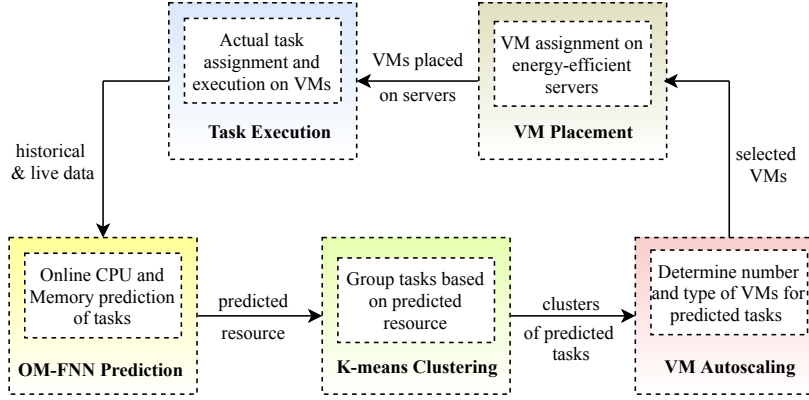 Actual task
assignment and
execution on VMs
Task Execution
VMs placed
on servers
VM assignment on
energy-efficient
servers
VM Placement
historical
& live data
selected
VMs
Online CPU and
Memory prediction
of tasks
OM-FNN Prediction
predicted
resource
Group tasks based
on predicted
resource
K-means Clustering
clusters
of predicted
tasks
Determine number
and type of VMs for
predicted tasks
VM Autoscaling